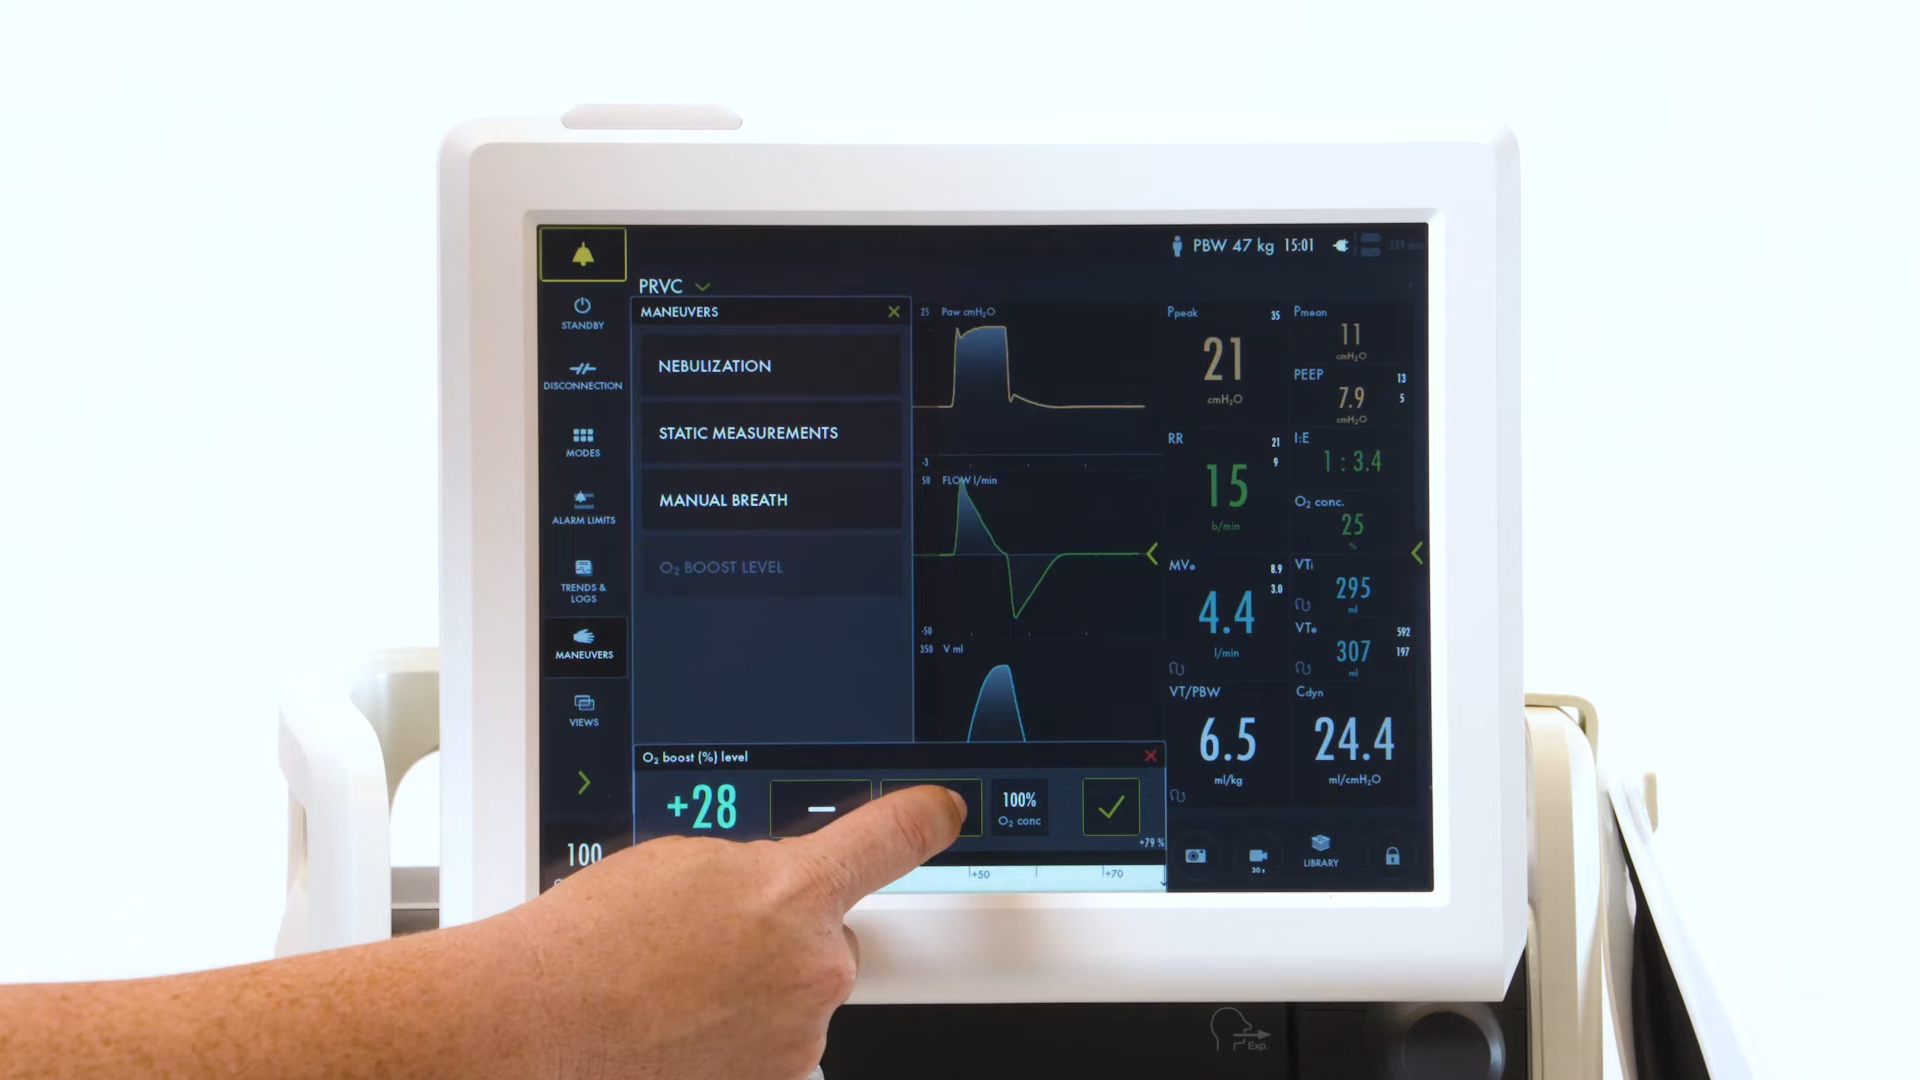 PBW 47 kg 15:01
PRVC
STANDBY
DISCONNECTION
MODES
ALARM LIMITS
TRENDS &
LOGS
MANEUVERS
VIEWS
100
MANEUVERS
NEBULIZATION
STATIC MEASUREMENTS
MANUAL BREATH
O₂ BOOST LEVEL
25 Paw cmH₂O
-3
50 FLOW l/min
-50
350 V ml
O₂ boost (%) level
+28
100%
O₂ conc
+79 %
+50
+70
Ppeak 35
21
cmH₂O
Pmean
11
cmH₂O
PEEP 13
5
7.9
cmH₂O
RR 21
9
15
b/min
I:E
1 : 3.4
O₂ conc.
25
%
MVe 8.9
3.0
4.4
l/min
VTi
295
ml
VTe 592
197
307
ml
VT/PBW
6.5
ml/kg
Cdyn
24.4
ml/cmH₂O
30 s
LIBRARY
Exp.